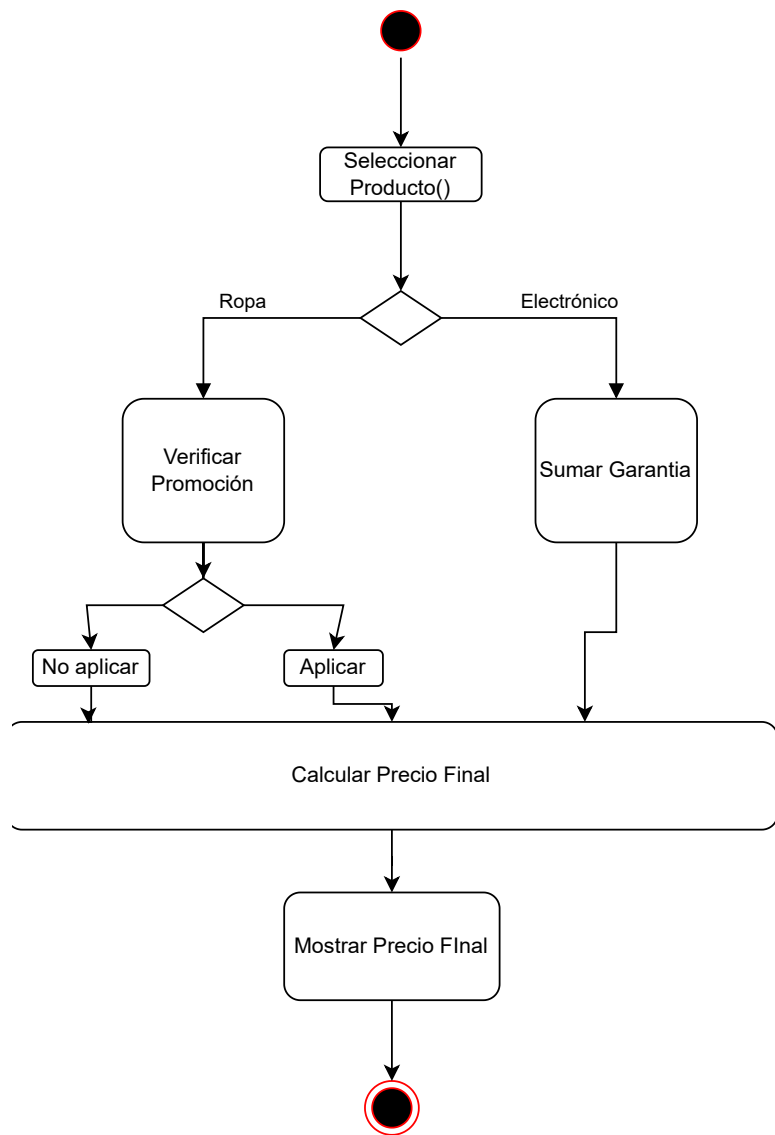 Seleccionar
Producto()
Ropa
Electrónico
Verificar
Promoción
Sumar Garantia
No aplicar
Aplicar
Calcular Precio Final
Mostrar Precio FInal